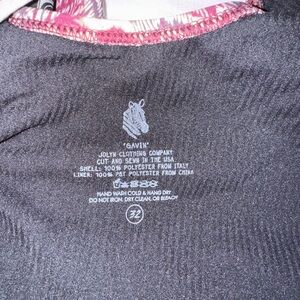 "GAVIN"
JOLYN CLOTHING COMPANY
CUT AND SEWN IN THE USA
SHELL: 100% POLYESTER FROM ITALY
LINER: 100% PBT POLYESTER FROM CHINA
HAND WASH COLD & HANG DRY
DO NOT IRON, DRY CLEAN, OR BLEACH
32